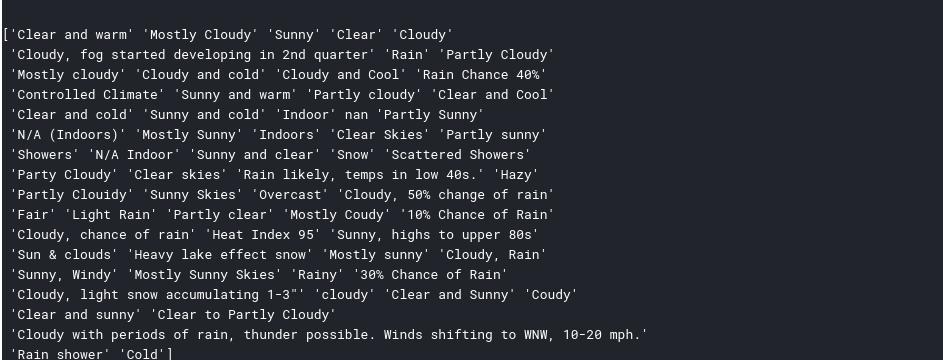 ['Clear and warm' 'Mostly Cloudy' 'Sunny' 'Clear' 'Cloudy'
'Cloudy, fog started developing in 2nd quarter' 'Rain' 'Partly Cloudy'
'Mostly cloudy' 'Cloudy and cold' 'Cloudy and Cool' 'Rain Chance 40%'
'Controlled Climate' 'Sunny and warm' 'Partly cloudy' 'Clear and Cool'
'Clear and cold' 'Sunny and cold' 'Indoor' nan 'Partly Sunny'
'N/A (Indoors)' 'Mostly Sunny' 'Indoors' 'Clear Skies' 'Partly sunny'
'Showers' 'N/A Indoor' 'Sunny and clear' 'Snow' 'Scattered Showers'
'Party Cloudy' 'Clear skies' 'Rain likely, temps in low 40s.' 'Hazy'
'Partly Clouidy' 'Sunny Skies' 'Overcast' 'Cloudy, 50% change of rain'
'Fair' 'Light Rain' 'Partly clear' 'Mostly Coudy' '10% Chance of Rain'
'Cloudy, chance of rain' 'Heat Index 95' 'Sunny, highs to upper 80s'
'Sun & clouds' 'Heavy lake effect snow' 'Mostly sunny' 'Cloudy, Rain'
'Sunny, Windy' 'Mostly Sunny Skies' 'Rainy' '30% Chance of Rain'
'Cloudy, light snow accumulating 1-3"' 'cloudy' 'Clear and Sunny' 'Coudy'
'Clear and sunny' 'Clear to Partly Cloudy'
'Cloudy with periods of rain, thunder possible. Winds shifting to WNW, 10-20 mph.'
'Rain shower' 'Cold']